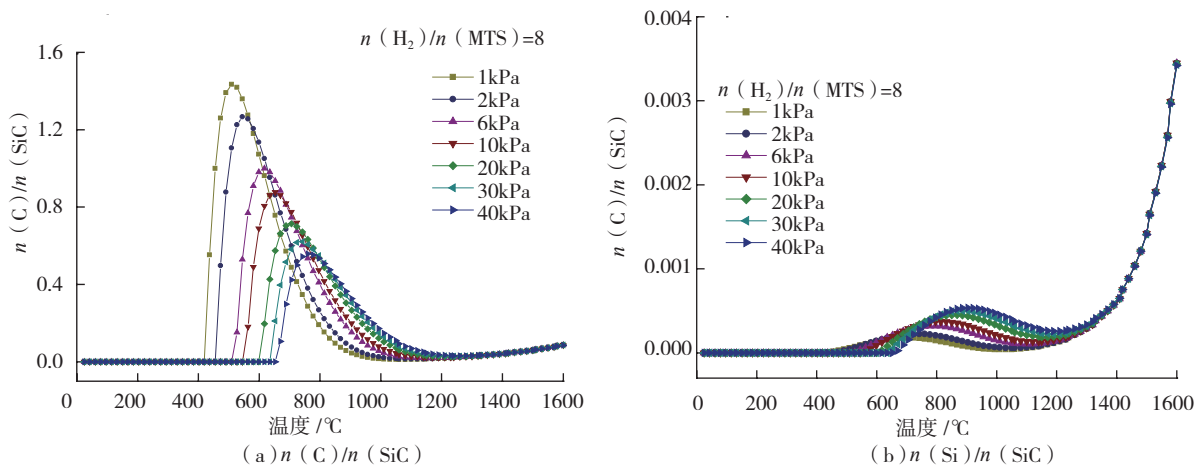 n（H₂）/n（MTS）=8
1kPa
2kPa
6kPa
10kPa
20kPa
30kPa
40kPa
n（C）/n（SiC）
1.6
1.2
0.8
0.4
0.0
0 200 400 600 800 1000 1200 1400 1600
温度 /℃
（a）n（C）/n（SiC）
n（H₂）/n（MTS）=8
1kPa
2kPa
6kPa
10kPa
20kPa
30kPa
40kPa
n（C）/n（SiC）
0.004
0.003
0.002
0.001
0.000
0 200 400 600 800 1000 1200 1400 1600
温度 /℃
（b）n（Si）/n（SiC）